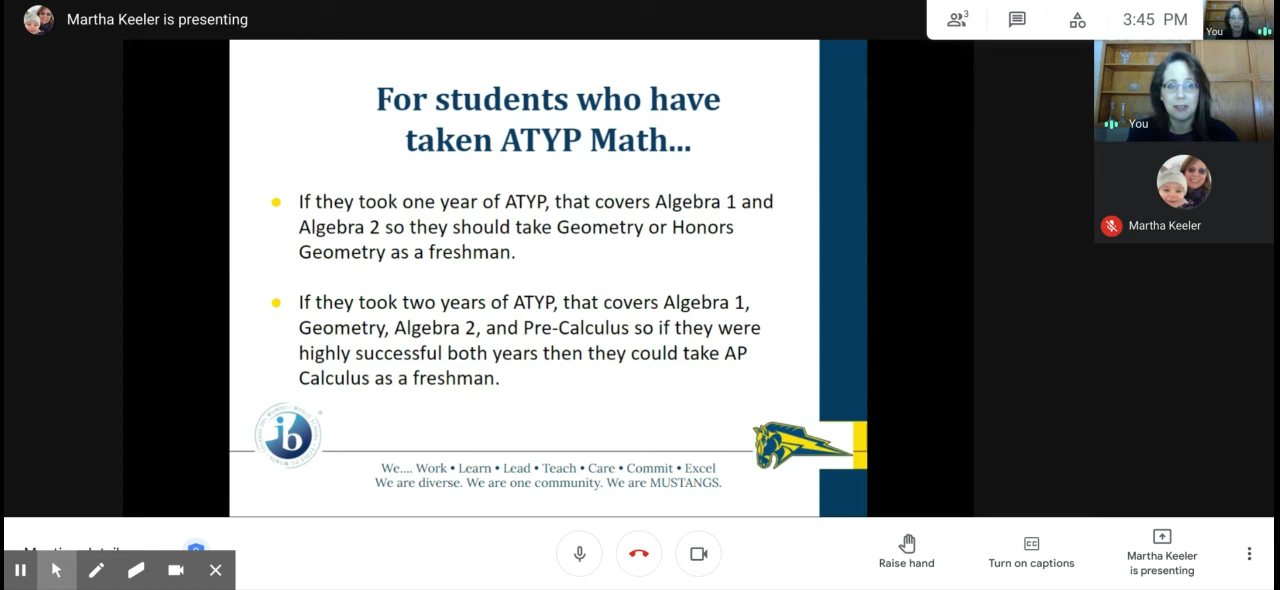 Martha Keeler is presenting
3
3:45 PM
You
You
Martha Keeler
For students who have
taken ATYP Math...
If they took one year of ATYP, that covers Algebra 1 and
Algebra 2 so they should take Geometry or Honors
Geometry as a freshman.
If they took two years of ATYP, that covers Algebra 1,
Geometry, Algebra 2, and Pre-Calculus so if they were
highly successful both years then they could take AP
Calculus as a freshman.
ib
®
We.... Work • Learn • Lead • Teach • Care • Commit • Excel
We are diverse. We are one community. We are MUSTANGS.
Raise hand
CC
Turn on captions
Martha Keeler
is presenting